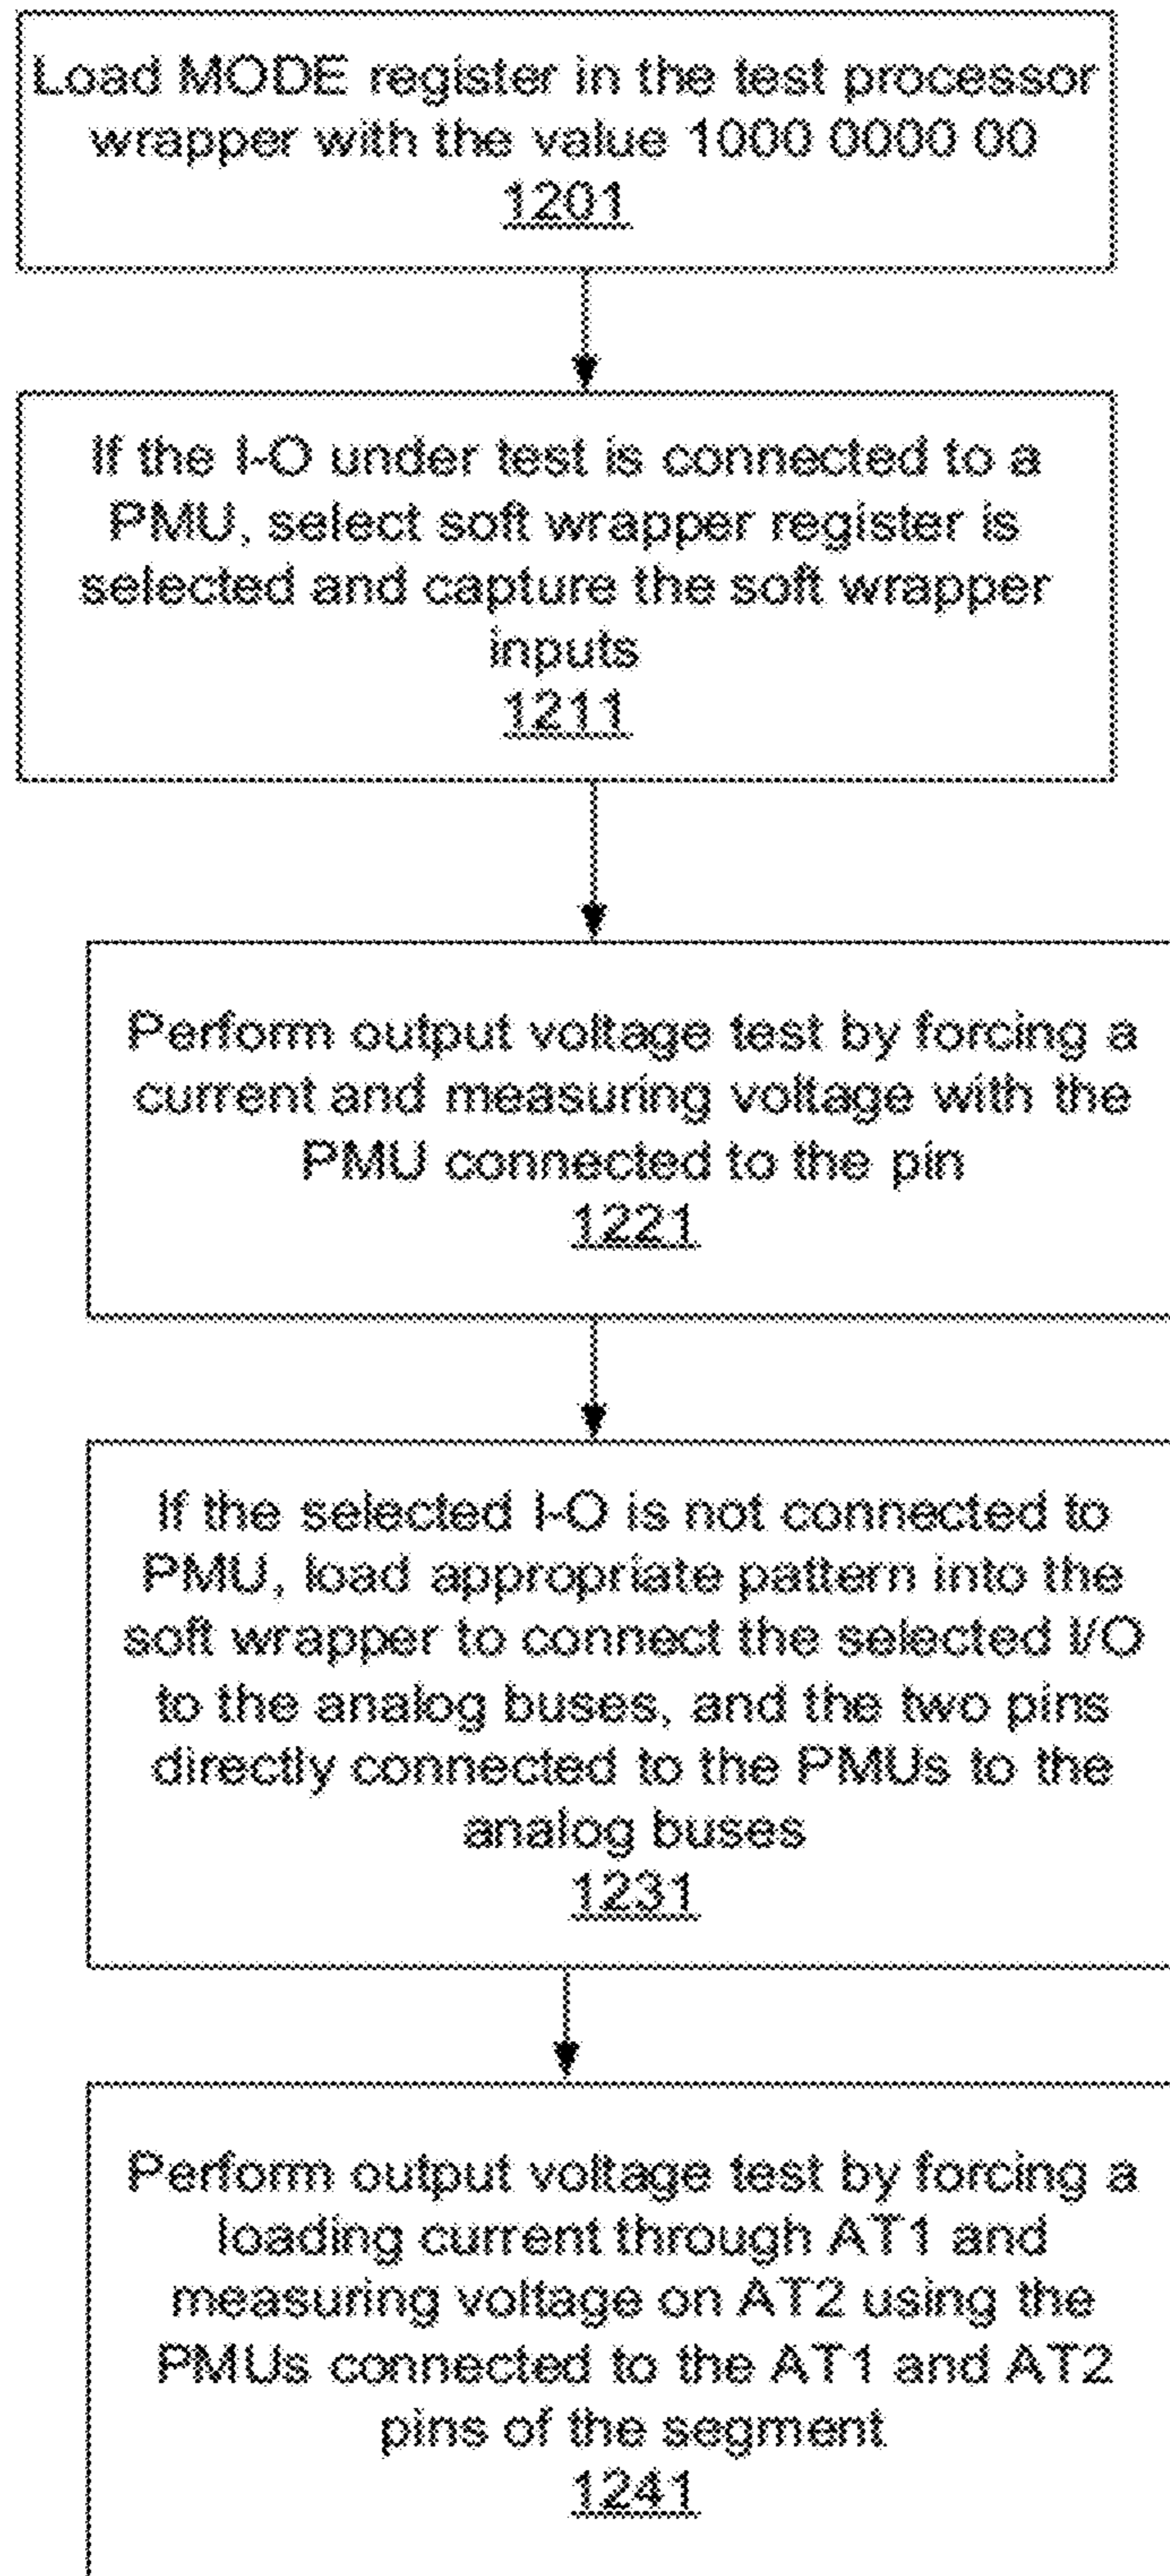 Load MODE register in the test processor
wrapper with the value 1000 0000 00
1201
If the I-O under test is connected to a
PMU, select soft wrapper register is
selected and capture the soft wrapper
inputs
1211
Perform output voltage test by forcing a
current and measuring voltage with the
PMU connected to the pin
1221
If the selected I-O is not connected to
PMU, load appropriate pattern into the
soft wrapper to connect the selected I/O
to the analog buses, and the two pins
directly connected to the PMUs to the
analog buses
1231
Perform output voltage test by forcing a
loading current through AT1 and
measuring voltage on AT2 using the
PMUs connected to the AT1 and AT2
pins of the segment
1241